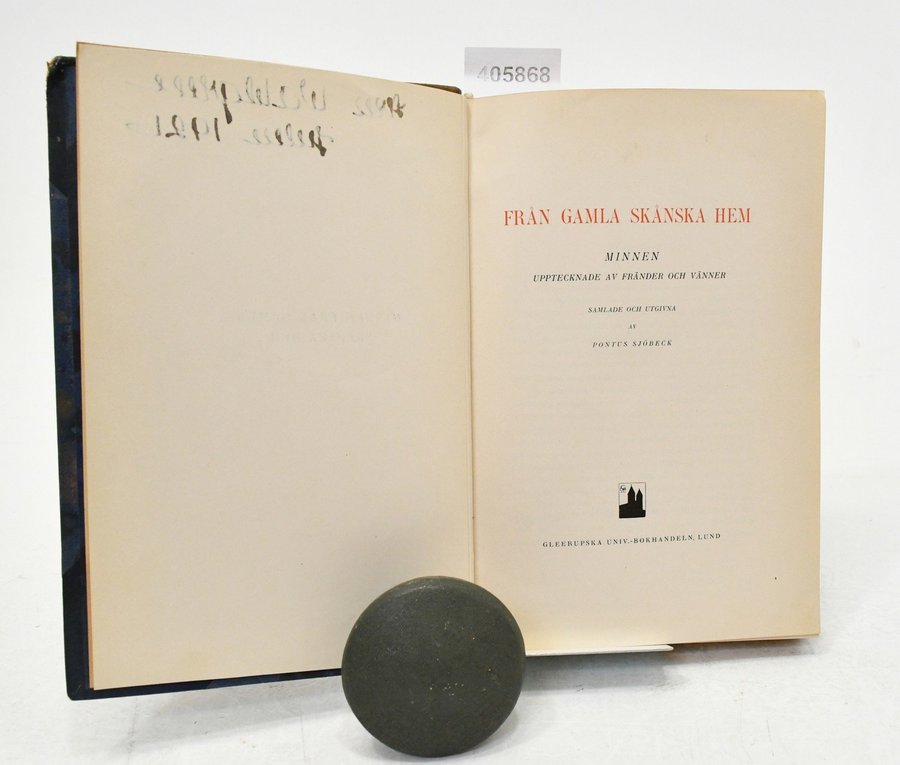 405868
FRÅN GAMLA SKÅNSKA HEM
MINNEN
UPPTECKNADE AV FRÄNDER OCH VÄNNER
SAMLADE OCH UTGIVNA
AV
PONTUS SJÖBECK
GLEERUPSKA UNIV.-BOKHANDELN, LUND